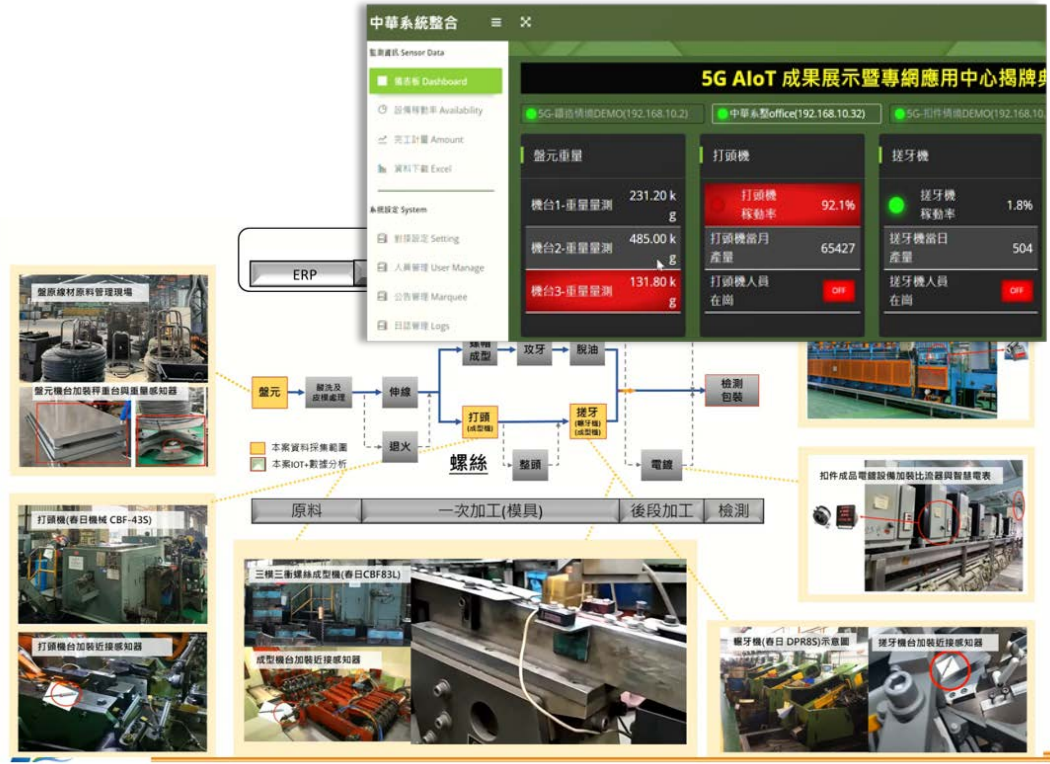 中華系統整合
監測資訊 Sensor Data
儀表板 Dashboard
設備稼動率 Availability
完工計量 Amount
資料下載 Excel
系統設定 System
數據設定 Setting
人員管理 User Manage
公告管理 Marquee
日誌管理 Logs
5G AIoT 成果展示暨專網應用中心揭牌典
5G-鍛造情境DEMO(192.168.10.2)
中華系整office(192.168.10.32)
5G-扣件情境DEMO(192.168.10.
盤元重量
機台1-重量量測 231.20 kg
機台2-重量量測 485.00 kg
機台3-重量量測 131.80 kg
打頭機
打頭機稼動率 92.1%
打頭機當月產量 65427
打頭機人員在崗 OFF
搓牙機
搓牙機稼動率 1.8%
搓牙機當日產量 504
搓牙機人員在崗 OFF
ERP
盤原線材原料管理現場
盤元機台加裝秤重台與重量感知器
盤元
酸洗及皮模處理
伸線
退火
螺帽成型
攻牙
脫油
打頭
(成型機)
搓牙
(輾牙機)
(成型機)
整頭
電鍍
檢測包裝
本案資料採集範圍
本案IOT+數據分析
螺絲
原料
一次加工(模具)
後段加工
檢測
打頭機(春日機械 CBF-43S)
打頭機台加裝近接感知器
三模三衝螺絲成型機(春日CBF83L)
成型機台加裝近接感知器
扣件成品電鍍設備加裝比流器與智慧電表
輾牙機(春日 DPR8S)示意圖
搓牙機台加裝近接感知器